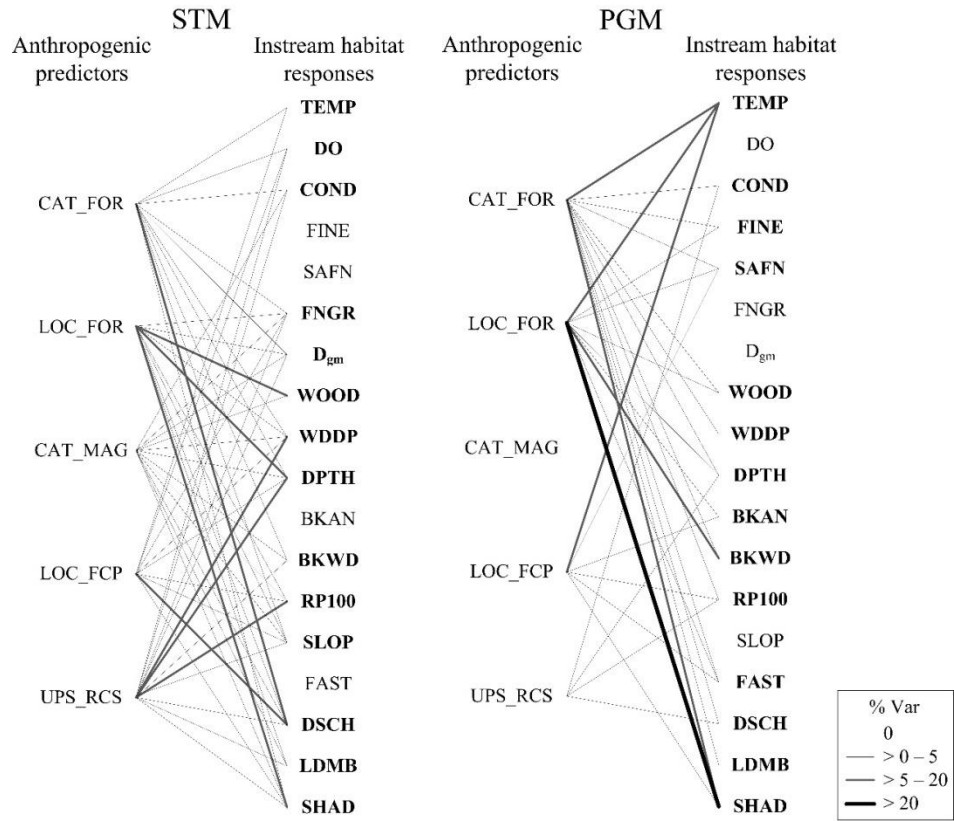 STM
Anthropogenic
predictors
Instream habitat
responses
CAT_FOR
LOC_FOR
CAT_MAG
LOC_FCP
UPS_RCS
TEMP
DO
COND
FINE
SAFN
FNGR
Dgm
WOOD
WDDP
DPTH
BKAN
BKWD
RP100
SLOP
FAST
DSCH
LDMB
SHAD
PGM
Anthropogenic
predictors
Instream habitat
responses
CAT_FOR
LOC_FOR
CAT_MAG
LOC_FCP
UPS_RCS
TEMP
DO
COND
FINE
SAFN
FNGR
Dgm
WOOD
WDDP
DPTH
BKAN
BKWD
RP100
SLOP
FAST
DSCH
LDMB
SHAD
% Var
0
> 0 – 5
> 5 – 20
> 20